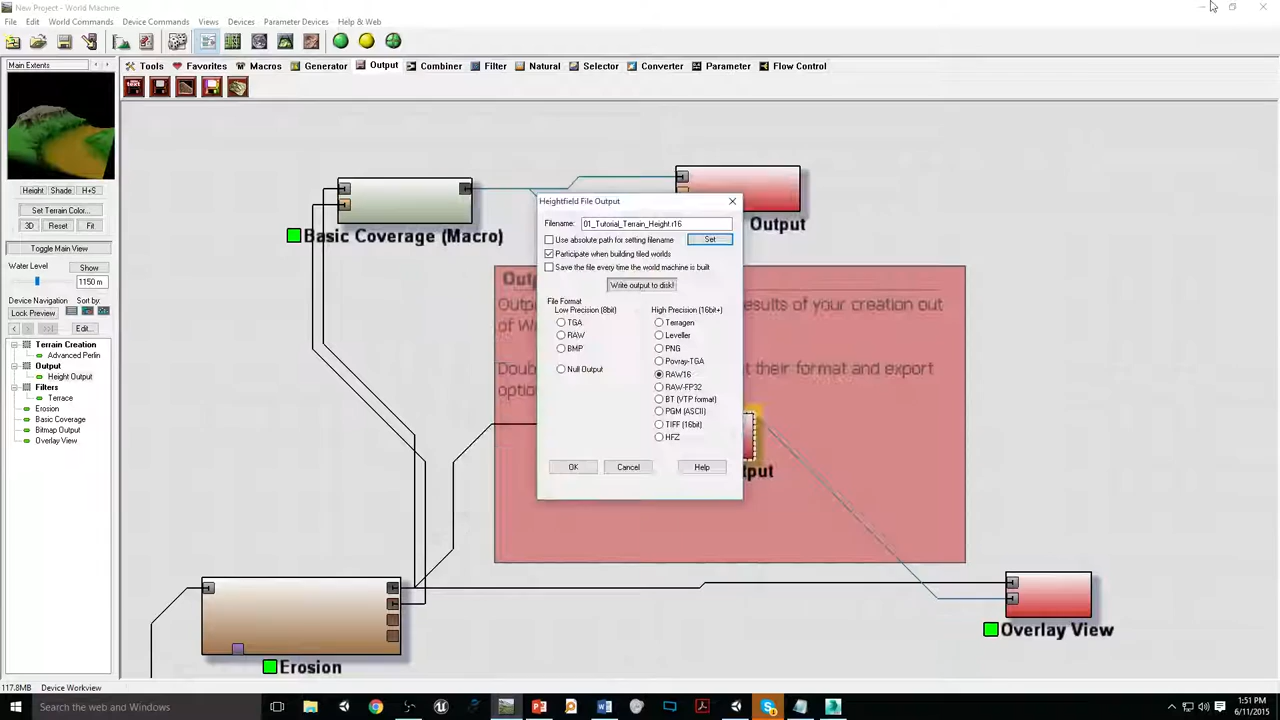 New Project - World Machine
File Edit World Commands Device Commands Views Devices Parameter Devices Help & Web
Main Extents
Tools Favorites Macros Generator Output Combiner Filter Natural Selector Converter Parameter Flow Control
Height Shade H+S
Set Terrain Color...
3D Reset Fit
Toggle Main View
Water Level Show
1150 m
Device Navigation Sort by:
Lock Preview
Edit...
Terrain Creation
Advanced Perlin
Output
Height Output
Filters
Terrace
Erosion
Basic Coverage
Bitmap Output
Overlay View
Basic Coverage (Macro)
Output
Heightfield File Output
Filename: 01_Tutorial_Terrain_Height.r16
Use absolute path for setting filename Set
Participate when building tiled worlds
Save the file every time the world machine is built
Write output to disk!
File Format
Low Precision (8bit) High Precision (16bit+)
TGA Terragen
RAW Leveller
BMP PNG
Povray-TGA
Null Output RAW16
RAW-FP32
BT (VTP format)
PGM (ASCII)
TIFF (16bit)
HFZ
OK Cancel Help
Outp
Outpu results of your creation out
of W
Doub t their format and export
optio
tput
Erosion
Overlay View
117.8MB Device Workview
Search the web and Windows
1:51 PM
6/11/2015